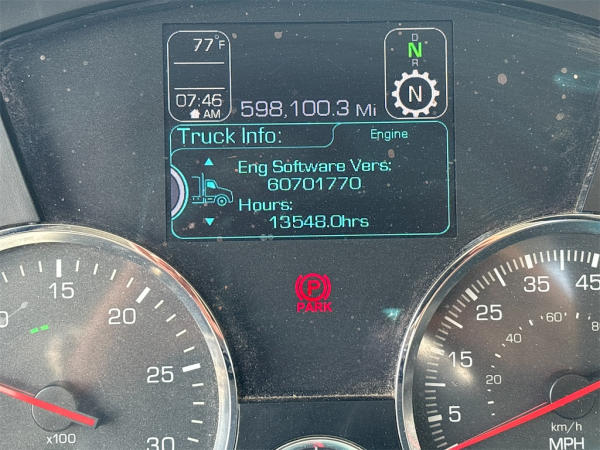 77°F
D
N
R
N
07:46
AM
598,100.3 Mi
Truck Info:
Engine
Eng Software Vers:
60701770
Hours:
13548.0hrs
P
PARK
15
20
25
30
x100
5
15
25
35
45
20
40
60
80
km/h
MPH